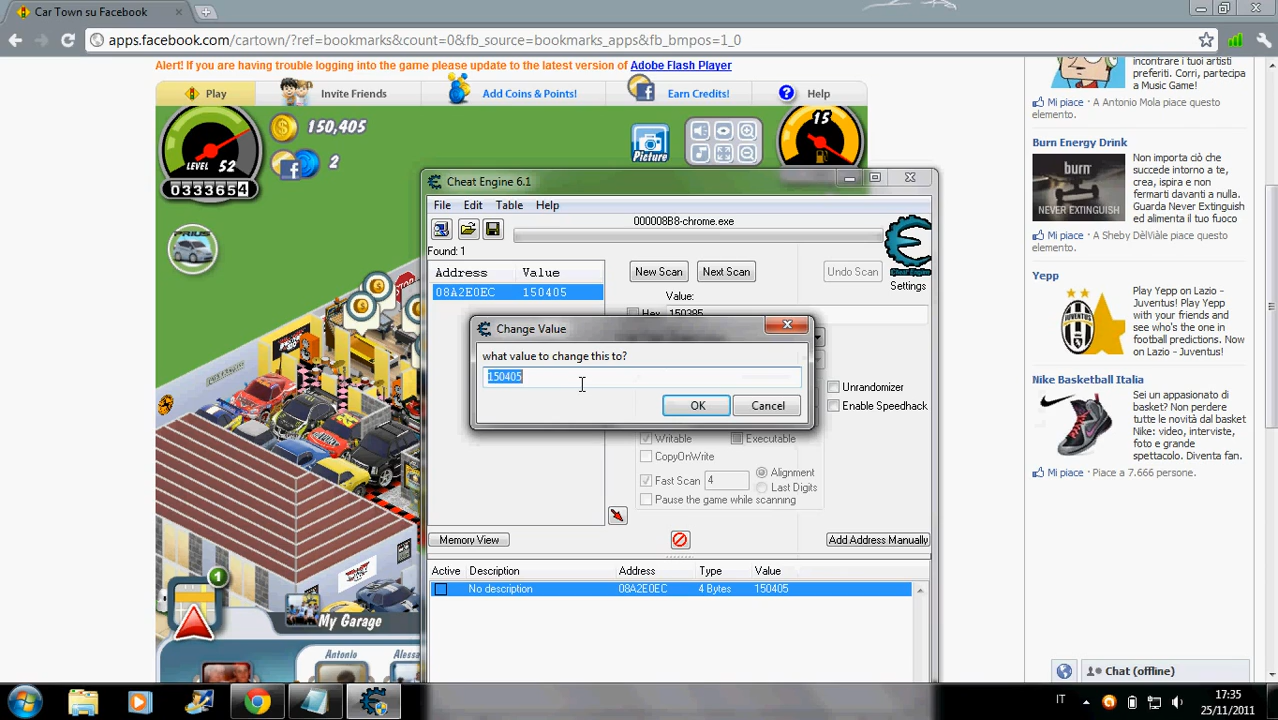 Car Town su Facebook
apps.facebook.com/cartown/?ref=bookmarks&count=0&fb_source=bookmarks_apps&fb_bmpos=1_0
Alert! If you are having trouble logging into the game please update to the latest version of Adobe Flash Player
Play
Invite Friends
Add Coins & Points!
Earn Credits!
Help
LEVEL 52
0333654
150,405
2
Picture
15
PRIUS
Cheat Engine 6.1
File Edit Table Help
000008B8-chrome.exe
Found: 1
Address Value
08A2E0EC 150405
New Scan
Next Scan
Undo Scan
Settings
Value:
Hex 150385
Change Value
what value to change this to?
150405
OK
Cancel
Unrandomizer
Enable Speedhack
Writable
Executable
CopyOnWrite
Fast Scan 4
Alignment
Last Digits
Pause the game while scanning
Memory View
Add Address Manually
Active Description Address Type Value
No description 08A2E0EC 4 Bytes 150405
1
My Garage
Antonio
Alessa
incontrare i tuoi artisti
preferiti. Corri, partecipa
a Music.
Mi piace · A Antonio Mola piace questo
elemento.
Burn Energy Drink
burn
NEVER EXTINGUISH
Non importa ciò che
succede intorno a te,
crea, ispira e non
fermarti davanti a nulla.
Guarda Never Extinguish
ed alimenta il tuo fuoco
Mi piace · A Sheby DèlViàle piace
questo elemento.
Yepp
Play Yepp on Lazio -
Juventus! Play Yepp
with your friends and
see who's the one with
football predictions. Now
on Lazio - Juventus!
Mi piace
Nike Basketball Italia
Sei un appassionato di
basket? Non perdere
tutte le novità dal mondo
Nike: video, interviste,
foto e grande
spettacolo. Diventa fan.
Mi piace · Piace a 7.666 persone.
Chat (offline)
IT
17:35
25/11/2011